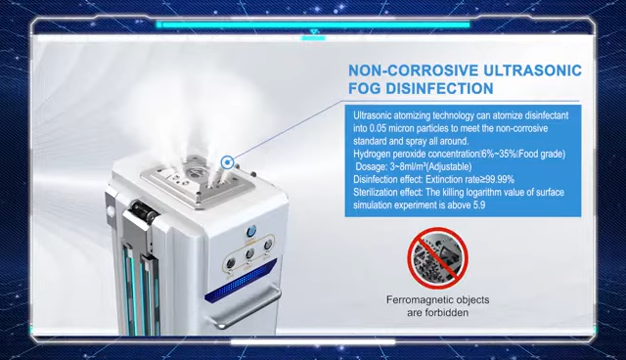 NON-CORROSIVE ULTRASONIC
FOG DISINFECTION
Ultrasonic atomizing technology can atomize disinfectant
into 0.05 micron particles to meet the non-corrosive
standard and spray all around.
Hydrogen peroxide concentration(6%~35%)(Food grade)
Dosage: 3~8ml/m³(Adjustable)
Disinfection effect: Extinction rate≥99.99%
Sterilization effect: The killing logarithm value of surface
simulation experiment is above 5.9
Ferromagnetic objects
are forbidden